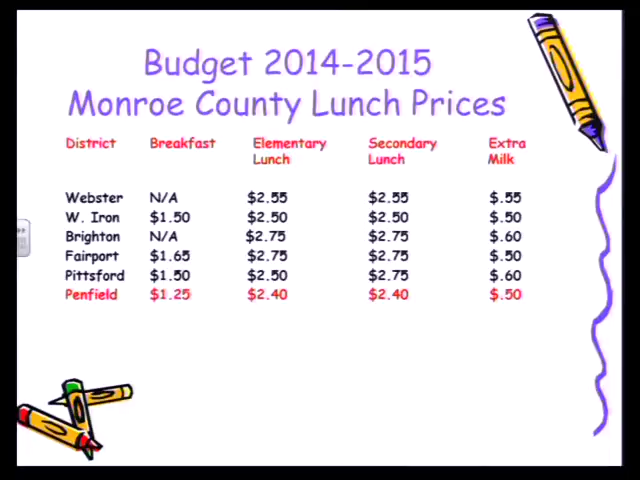 Budget 2014-2015
Monroe County Lunch Prices
District Breakfast Elementary Lunch Secondary Lunch Extra Milk
Webster N/A $2.55 $2.55 $.55
W. Iron $1.50 $2.50 $2.50 $.50
Brighton N/A $2.75 $2.75 $.60
Fairport $1.65 $2.75 $2.75 $.50
Pittsford $1.50 $2.50 $2.75 $.60
Penfield $1.25 $2.40 $2.40 $.50